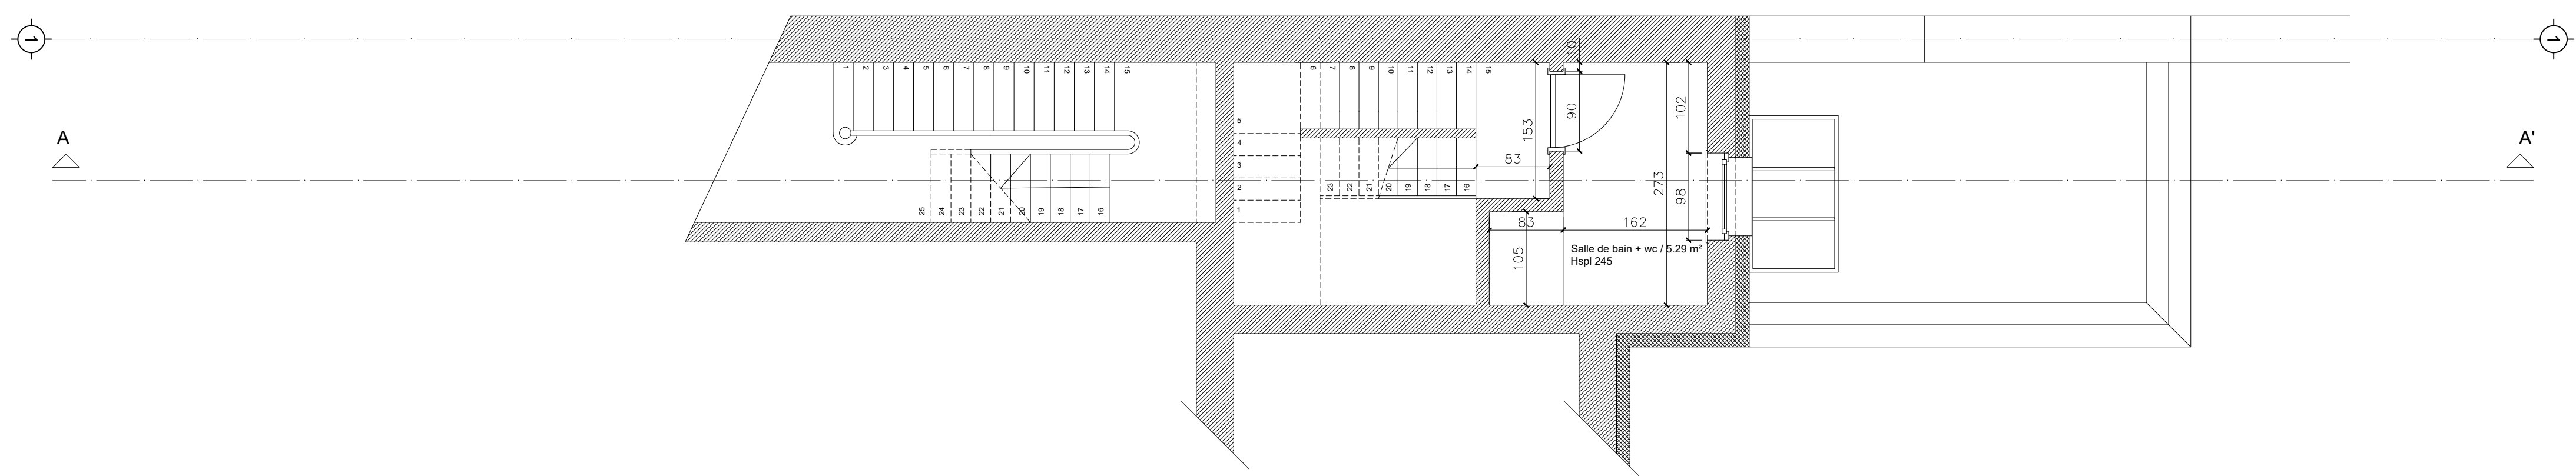 1
1
A
A'
1 2 3 4 5 6 7 8 9 10 11 12 13 14 15
25 24 23 22 21 20 19 18 17 16
6 7 8 9 10 11 12 13 14 15
5
4
3
2
1
23 22 21 20 19 18 17 16
10
90
153
83
102
273
98
83
162
105
Salle de bain + wc / 5.29 m²
Hspl 245